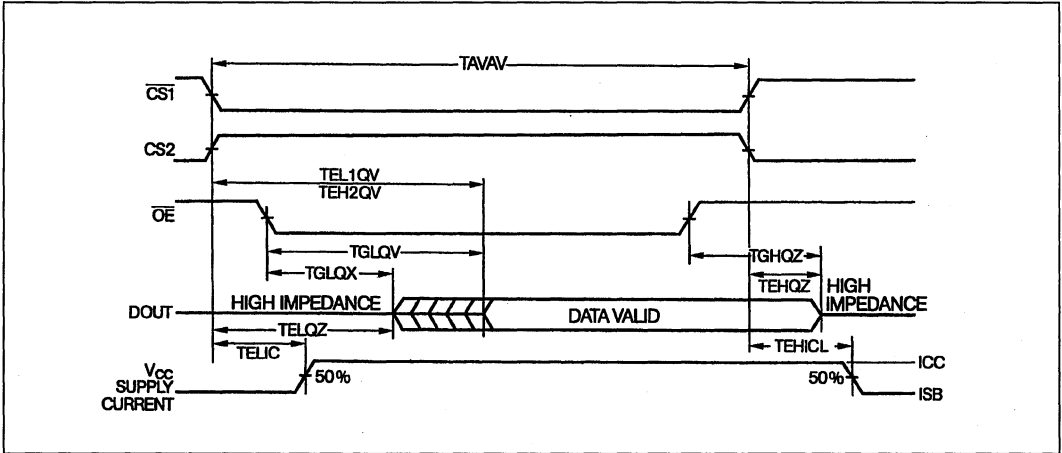 TAVAV
CS1
CS2
TEL1QV
TEH2QV
OE
TGLQV
TGHQZ
TGLQX
TEHQZ
HIGH
IMPEDANCE
HIGH IMPEDANCE
DOUT
DATA VALID
TELQZ
TELIC
TEHICL
VCC
SUPPLY
CURRENT
50%
50%
ICC
ISB